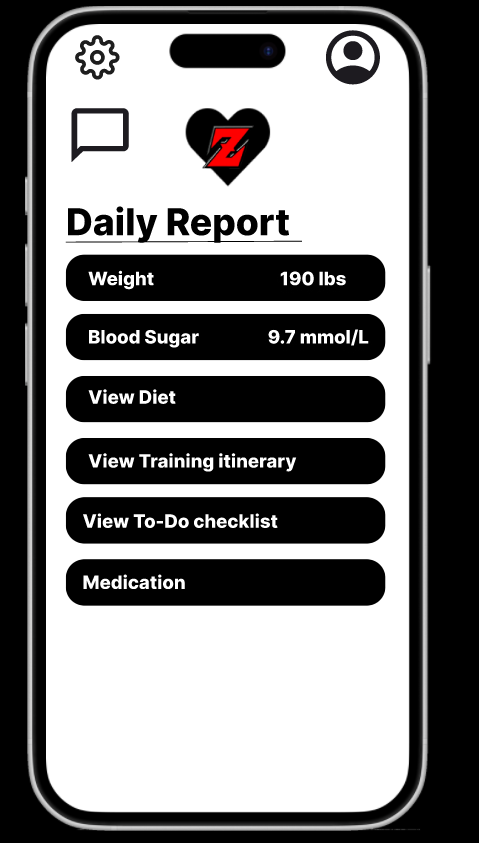 Z
Daily Report
Weight 190 lbs
Blood Sugar 9.7 mmol/L
View Diet
View Training itinerary
View To-Do checklist
Medication